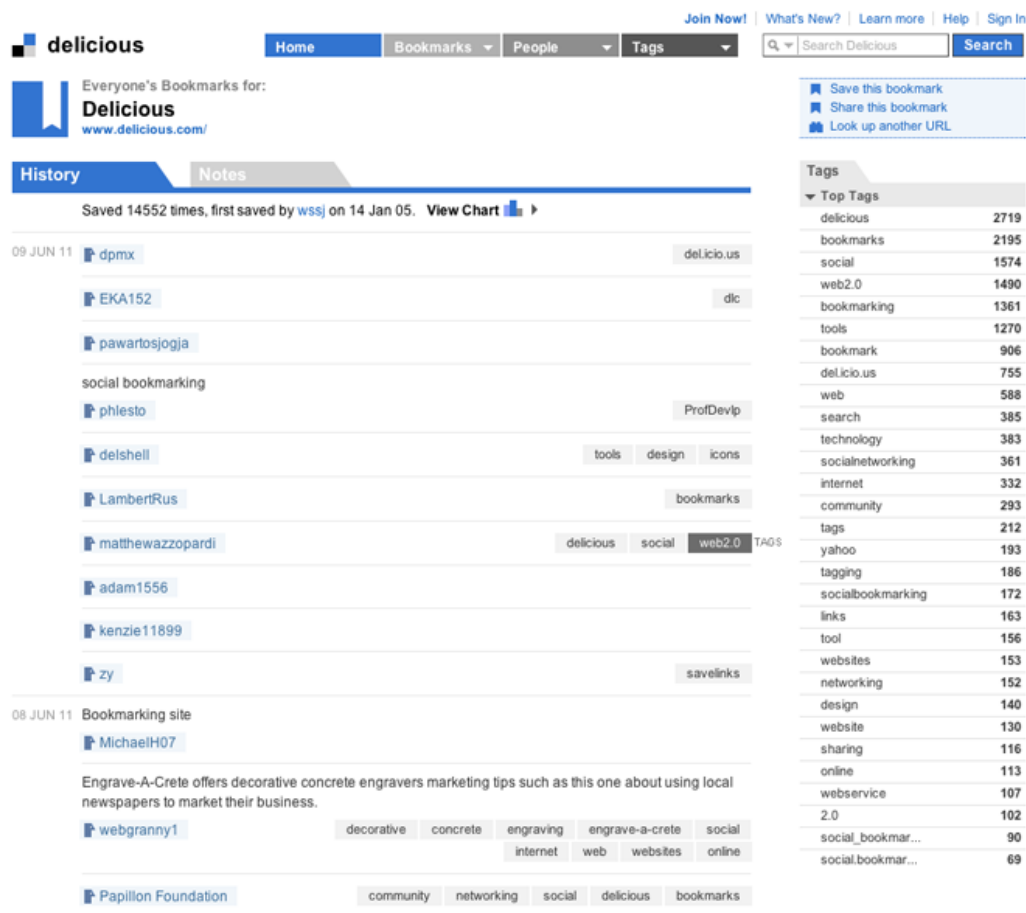 Join Now! What's New? Learn more Help Sign In
delicious
Home Bookmarks People Tags Search Delicious Search
Everyone's Bookmarks for:
Delicious
www.delicious.com/
Save this bookmark
Share this bookmark
Look up another URL
History Notes
Saved 14552 times, first saved by wssj on 14 Jan 05. View Chart
09 JUN 11 dpmx del.icio.us
EKA152 dlc
pawartosjogja
social bookmarking
phlesto ProfDevlp
delshell tools design icons
LambertRus bookmarks
matthewazzopardi delicious social web2.0 TAGS
adam1556
kenzie11899
zy savelinks
08 JUN 11 Bookmarking site
MichaelH07
Engrave-A-Crete offers decorative concrete engravers marketing tips such as this one about using local
newspapers to market their business.
webgranny1 decorative concrete engraving engrave-a-crete social
internet web websites online
Papillon Foundation community networking social delicious bookmarks
Tags
Top Tags
delicious 2719
bookmarks 2195
social 1574
web2.0 1490
bookmarking 1361
tools 1270
bookmark 906
del.icio.us 755
web 588
search 385
technology 383
socialnetworking 361
internet 332
community 293
tags 212
yahoo 193
tagging 186
socialbookmarking 172
links 163
tool 156
websites 153
networking 152
design 140
website 130
sharing 116
online 113
webservice 107
2.0 102
social_bookmar... 90
social.bookmar... 69